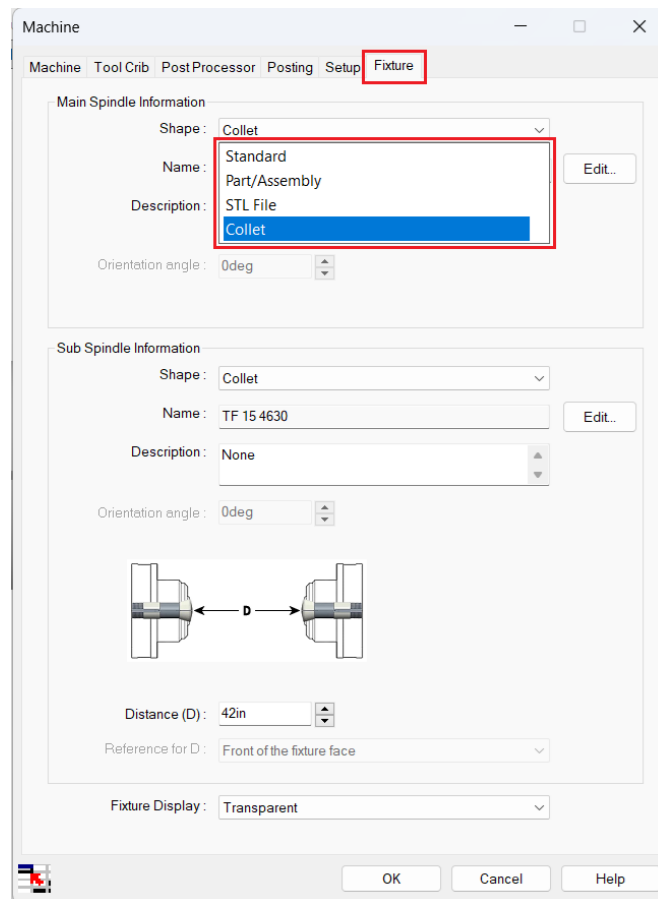 Machine
Machine Tool Crib Post Processor Posting Setup Fixture
Main Spindle Information
Shape : Collet
Standard
Name : Edit...
Part/Assembly
Description : STL File
Collet
Orientation angle : 0deg
Sub Spindle Information
Shape : Collet
Name : TF 15 4630 Edit...
Description : None
Orientation angle : 0deg
D
Distance (D) : 42in
Reference for D : Front of the fixture face
Fixture Display : Transparent
OK Cancel Help